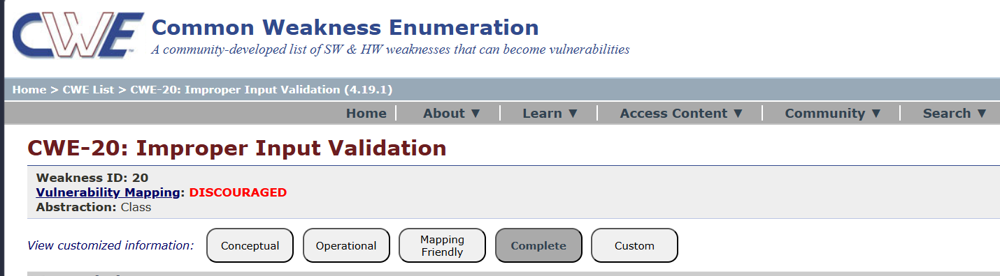 CWE™
Common Weakness Enumeration
A community-developed list of SW & HW weaknesses that can become vulnerabilities
Home > CWE List > CWE-20: Improper Input Validation (4.19.1)
Home About ▼ Learn ▼ Access Content ▼ Community ▼ Search ▼
CWE-20: Improper Input Validation
Weakness ID: 20
Vulnerability Mapping: DISCOURAGED
Abstraction: Class
View customized information: Conceptual Operational Mapping Friendly Complete Custom